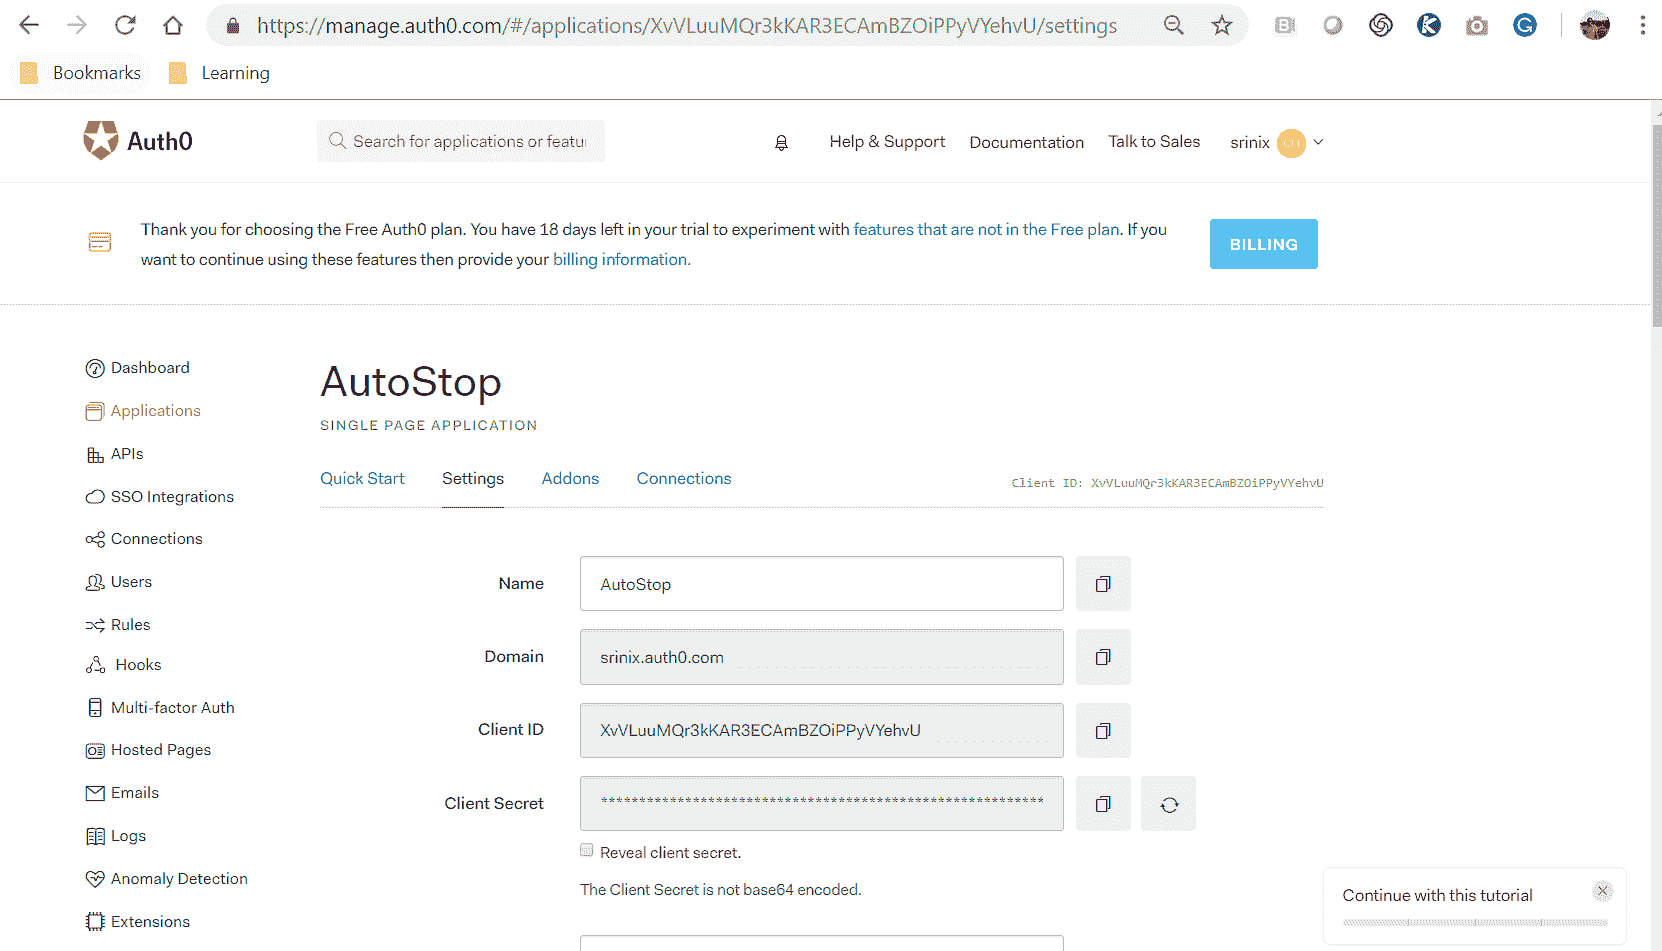 https://manage.auth0.com/#/applications/XvVLuuMQr3kKAR3ECAmBZOiPPyVYehvU/settings
Bookmarks Learning
Auth0 Search for applications or featu Help & Support Documentation Talk to Sales srinix
Thank you for choosing the Free Auth0 plan. You have 18 days left in your trial to experiment with features that are not in the Free plan. If you
want to continue using these features then provide your billing information.
BILLING
Dashboard
Applications
APIs
SSO Integrations
Connections
Users
Rules
Hooks
Multi-factor Auth
Hosted Pages
Emails
Logs
Anomaly Detection
Extensions
AutoStop
SINGLE PAGE APPLICATION
Quick Start Settings Addons Connections
Client ID: XvVLuuMQr3kKAR3ECAmBZOiPPyVYehvU
Name AutoStop
Domain srinix.auth0.com
Client ID XvVLuuMQr3kKAR3ECAmBZOiPPyVYehvU
Client Secret ****************************************************************
Reveal client secret.
The Client Secret is not base64 encoded.
Continue with this tutorial